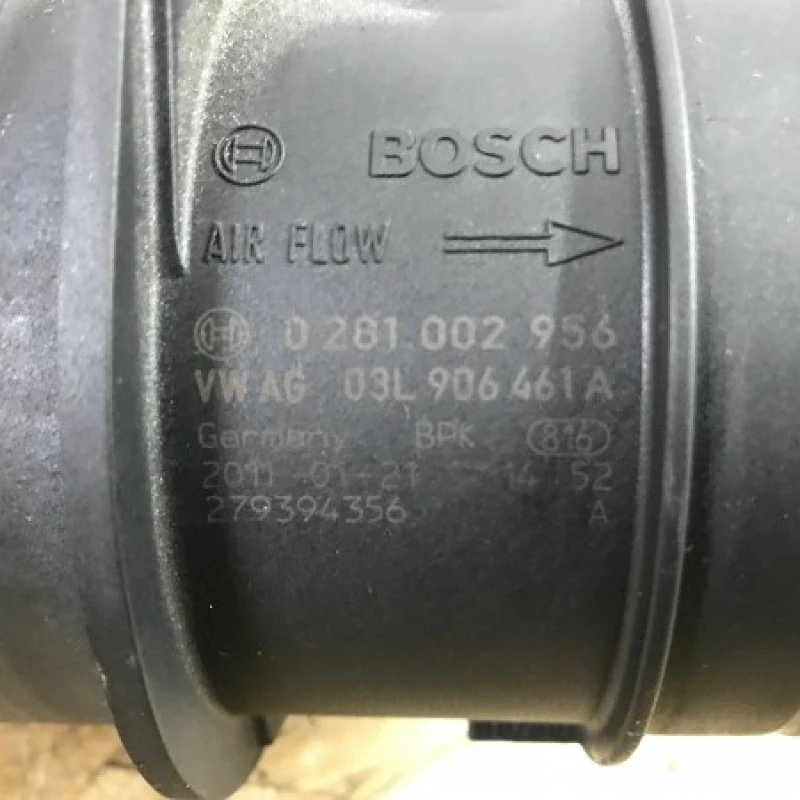 BOSCH
AIR FLOW
0 281 002 956
VW AG 03L 906 461 A
Germany BPK 816
2011-01-21 14 52
279394356 A